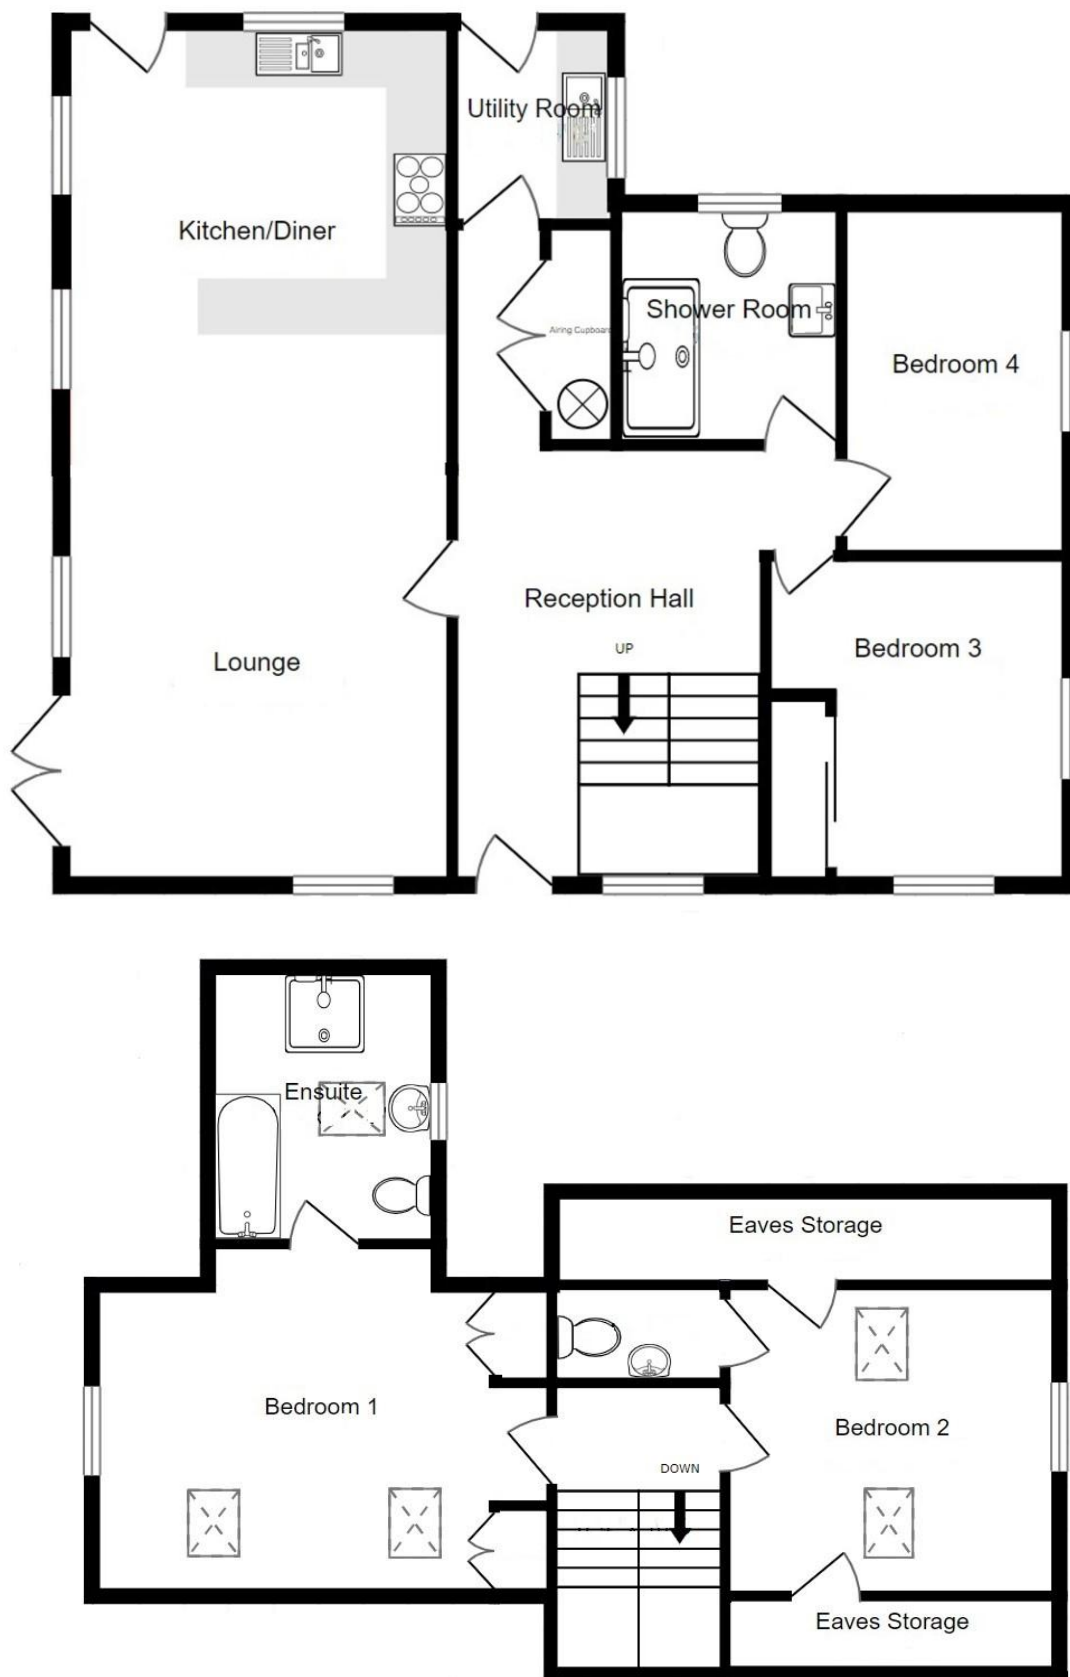 Utility Room
Kitchen/Diner
Shower Room
Airing Cupboard
Bedroom 4
Reception Hall
UP
Bedroom 3
Lounge
Ensuite
Eaves Storage
Bedroom 1
Bedroom 2
DOWN
Eaves Storage